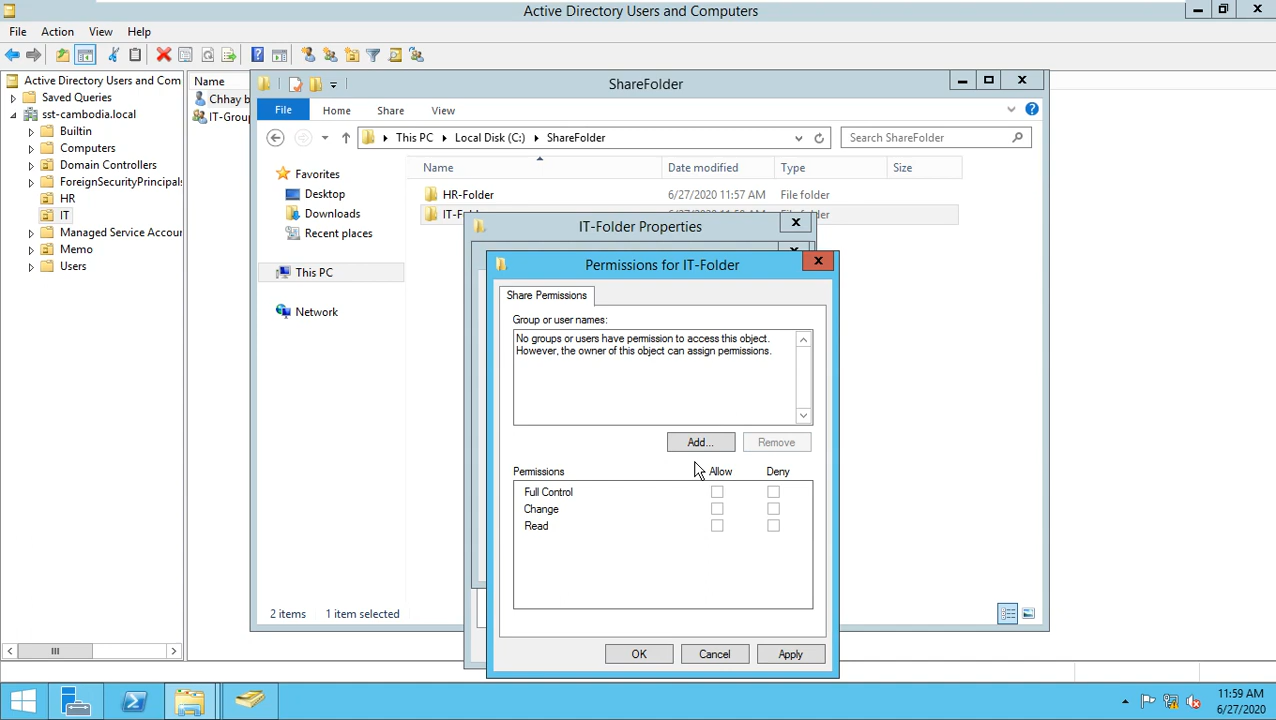 Active Directory Users and Computers
File Action View Help
Active Directory Users and Com
Saved Queries
sst-cambodia.local
Builtin
Computers
Domain Controllers
ForeignSecurityPrincipals
HR
IT
Managed Service Accour
Memo
Users
Name
Chhay b
IT-Group
ShareFolder
File Home Share View
This PC Local Disk (C:) ShareFolder
Search ShareFolder
Favorites
Desktop
Downloads
Recent places
This PC
Network
Name Date modified Type Size
HR-Folder 6/27/2020 11:57 AM File folder
2 items 1 item selected
IT-Folder Properties
Permissions for IT-Folder
Share Permissions
Group or user names:
No groups or users have permission to access this object.
However, the owner of this object can assign permissions.
Add... Remove
Permissions Allow Deny
Full Control
Change
Read
OK Cancel Apply
11:59 AM
6/27/2020